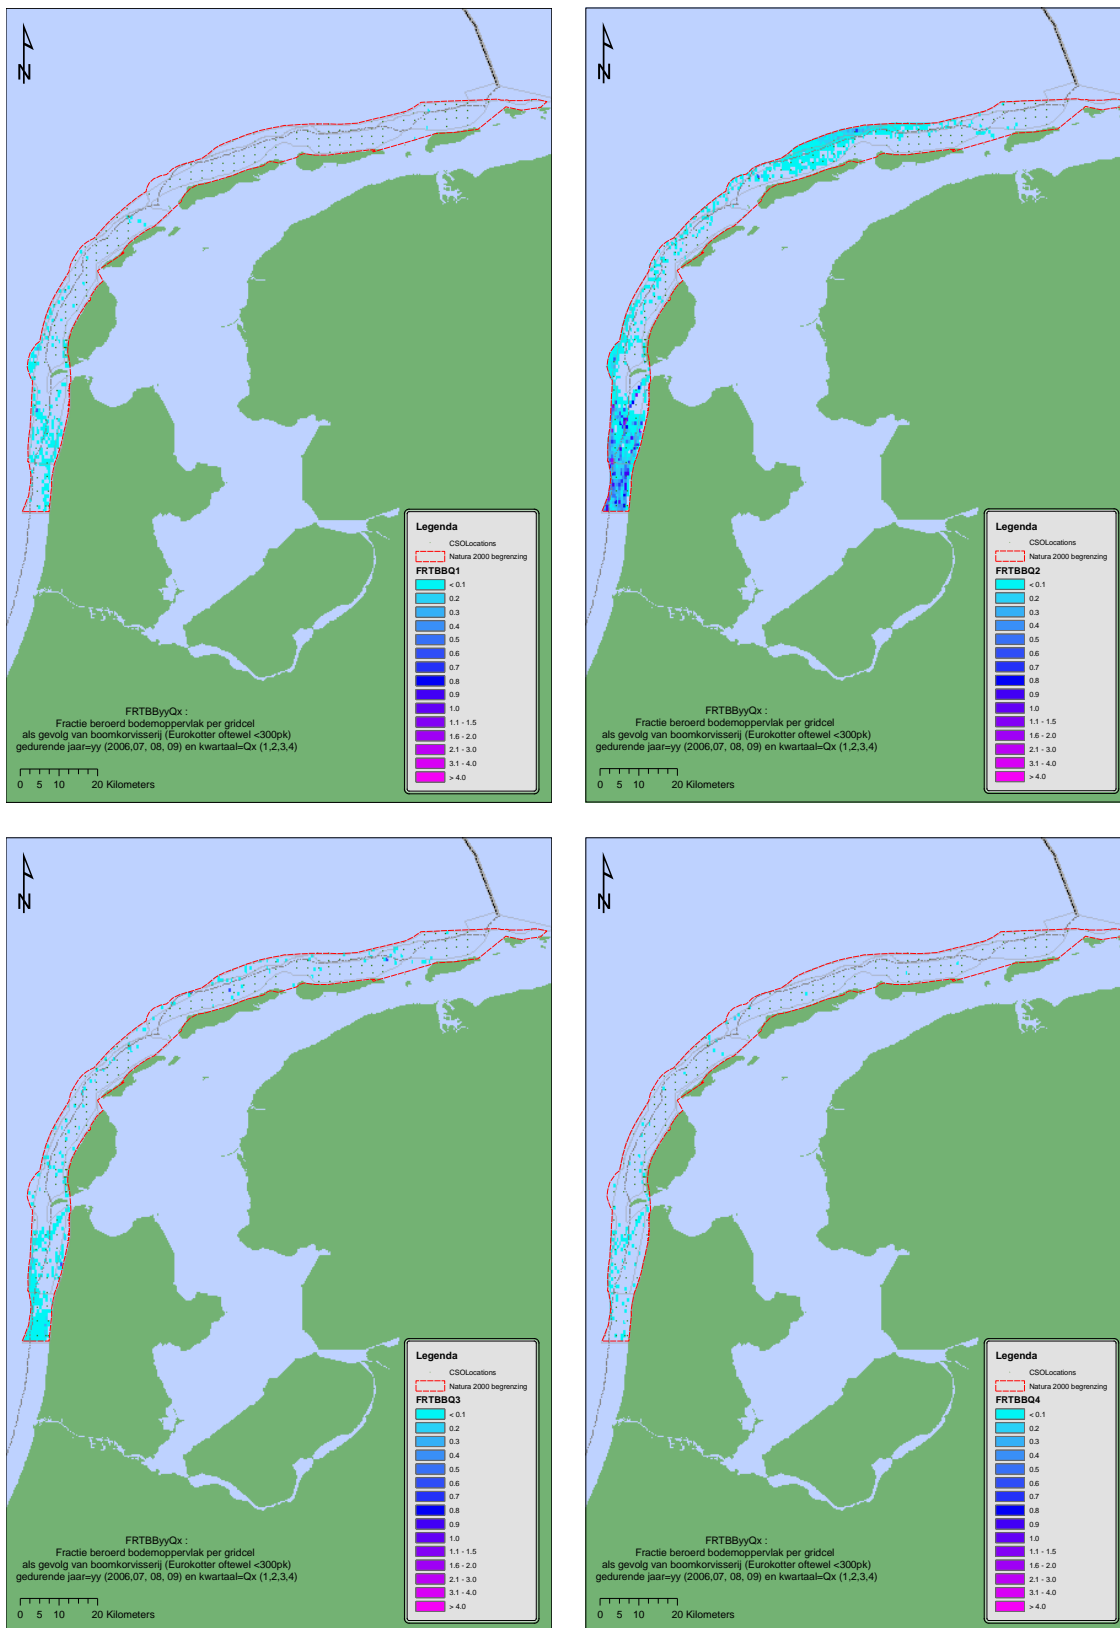 N
Legenda
CSOLocations
Natura 2000 begrenzing
FRTBBQ1
< 0.1
0.2
0.3
0.4
0.5
0.6
0.7
0.8
0.9
1.0
1.1 - 1.5
1.6 - 2.0
2.1 - 3.0
3.1 - 4.0
> 4.0
FRTBByyQx :
Fractie beroerd bodemoppervlak per gridcel
als gevolg van boomkorvisserij (Eurokotter oftewel <300pk)
gedurende jaar=yy (2006,07, 08, 09) en kwartaal=Qx (1,2,3,4)
0 5 10 20 Kilometers
N
Legenda
CSOLocations
Natura 2000 begrenzing
FRTBBQ2
< 0.1
0.2
0.3
0.4
0.5
0.6
0.7
0.8
0.9
1.0
1.1 - 1.5
1.6 - 2.0
2.1 - 3.0
3.1 - 4.0
> 4.0
FRTBByyQx :
Fractie beroerd bodemoppervlak per gridcel
als gevolg van boomkorvisserij (Eurokotter oftewel <300pk)
gedurende jaar=yy (2006,07, 08, 09) en kwartaal=Qx (1,2,3,4)
0 5 10 20 Kilometers
N
Legenda
CSOLocations
Natura 2000 begrenzing
FRTBBQ3
< 0.1
0.2
0.3
0.4
0.5
0.6
0.7
0.8
0.9
1.0
1.1 - 1.5
1.6 - 2.0
2.1 - 3.0
3.1 - 4.0
> 4.0
FRTBByyQx :
Fractie beroerd bodemoppervlak per gridcel
als gevolg van boomkorvisserij (Eurokotter oftewel <300pk)
gedurende jaar=yy (2006,07, 08, 09) en kwartaal=Qx (1,2,3,4)
0 5 10 20 Kilometers
N
Legenda
CSOLocations
Natura 2000 begrenzing
FRTBBQ4
< 0.1
0.2
0.3
0.4
0.5
0.6
0.7
0.8
0.9
1.0
1.1 - 1.5
1.6 - 2.0
2.1 - 3.0
3.1 - 4.0
> 4.0
FRTBByyQx :
Fractie beroerd bodemoppervlak per gridcel
als gevolg van boomkorvisserij (Eurokotter oftewel <300pk)
gedurende jaar=yy (2006,07, 08, 09) en kwartaal=Qx (1,2,3,4)
0 5 10 20 Kilometers